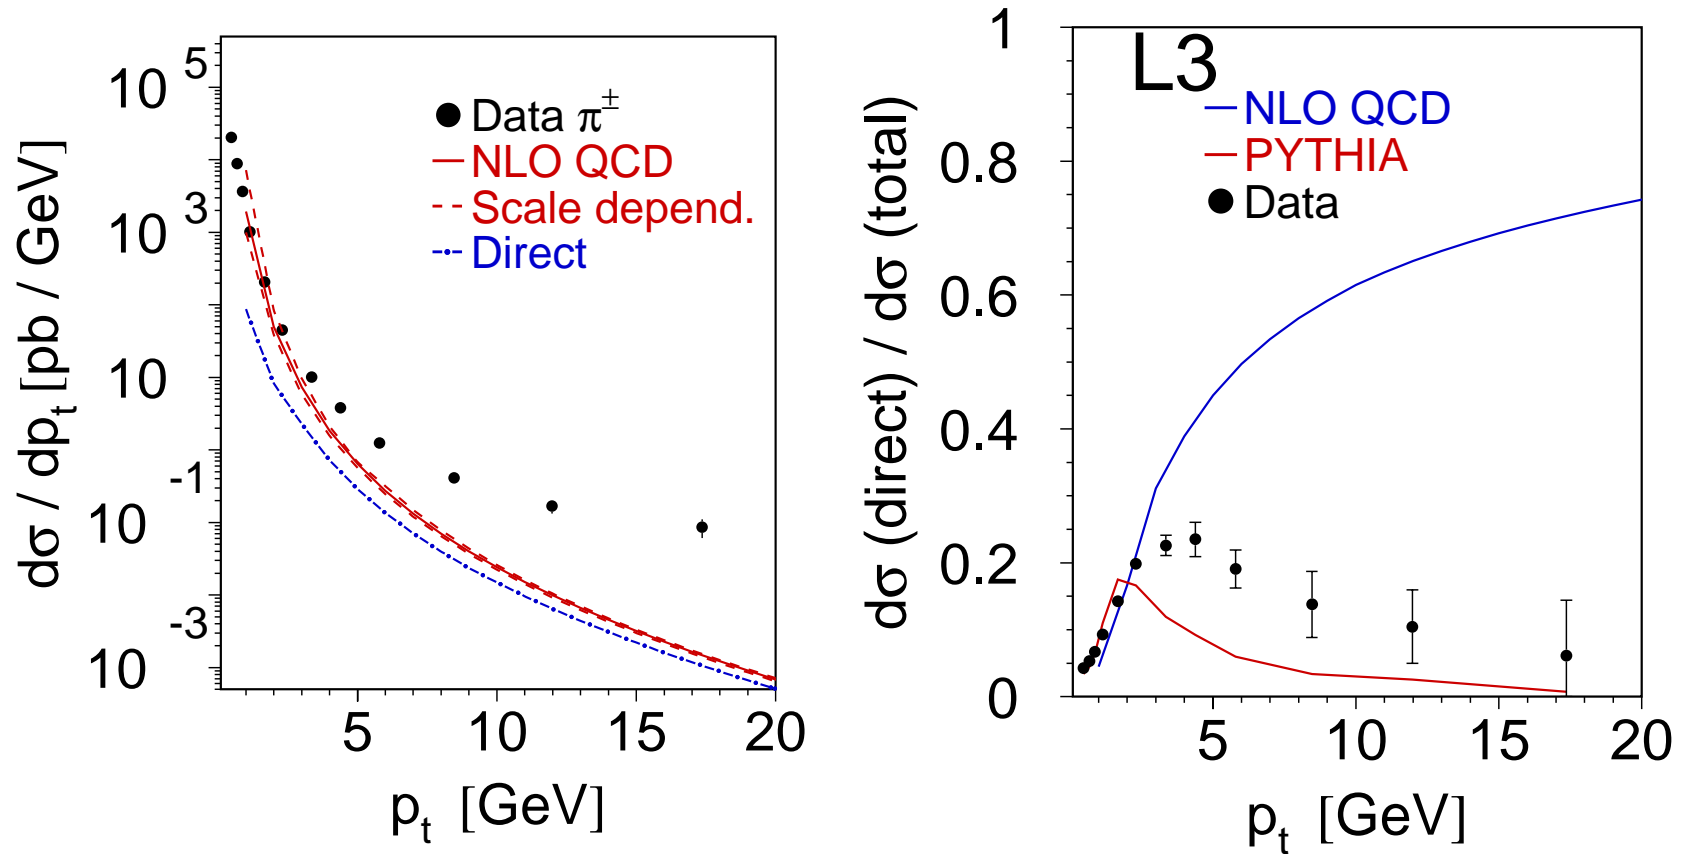 10 5
10 3
10
10 -1
10 -3
dσ / dpt [pb / GeV]
Data π±
NLO QCD
Scale depend.
Direct
5 10 15 20
pt [GeV]
L3
NLO QCD
PYTHIA
Data
1
0.8
0.6
0.4
0.2
0
dσ (direct) / dσ (total)
5 10 15 20
pt [GeV]